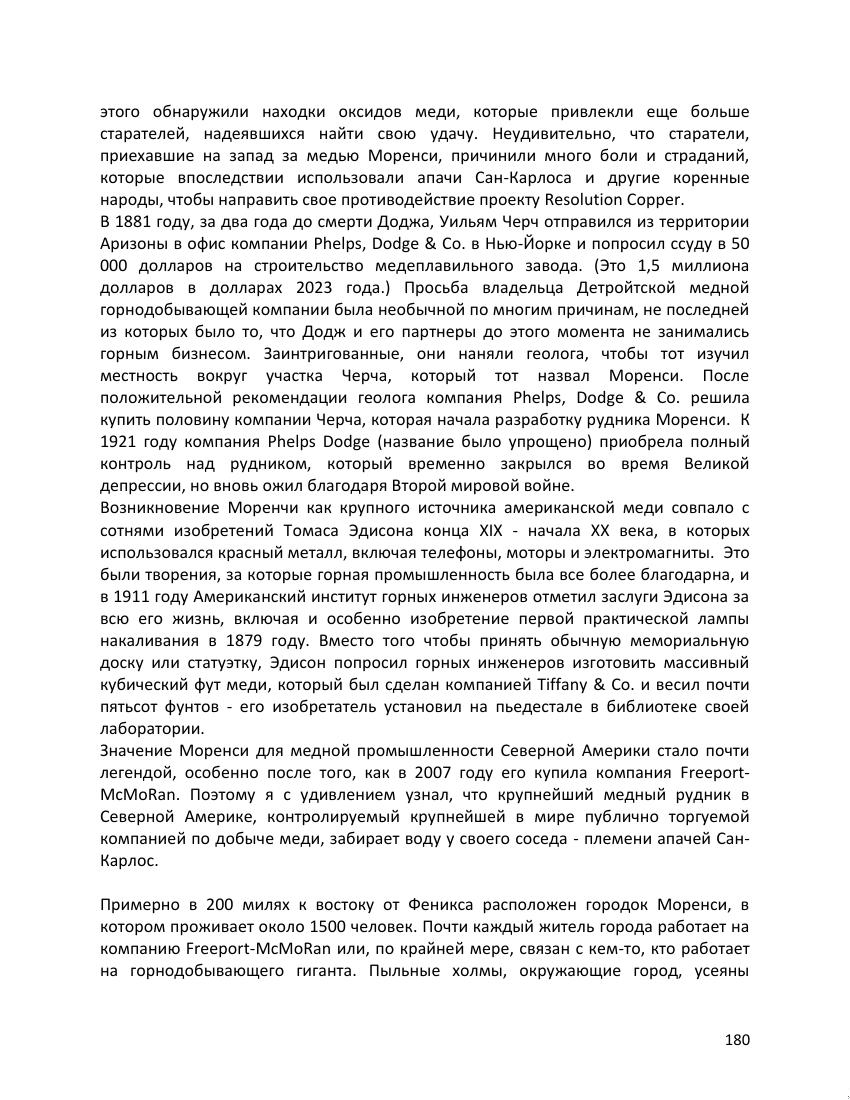 этого обнаружили находки оксидов меди, которые привлекли еще больше
старателей, надеявшихся найти свою удачу. Неудивительно, что старатели,
приехавшие на запад за медью Моренси, причинили много боли и страданий,
которые впоследствии использовали апачи Сан-Карлоса и другие коренные
народы, чтобы направить свое противодействие проекту Resolution Copper.
В 1881 году, за два года до смерти Доджа, Уильям Черч отправился из территории
Аризоны в офис компании Phelps, Dodge & Co. в Нью-Йорке и попросил ссуду в 50
000 долларов на строительство медеплавильного завода. (Это 1,5 миллиона
долларов в долларах 2023 года.) Просьба владельца Детройтской медной
горнодобывающей компании была необычной по многим причинам, не последней
из которых было то, что Додж и его партнеры до этого момента не занимались
горным бизнесом. Заинтригованные, они наняли геолога, чтобы тот изучил
местность вокруг участка Черча, который тот назвал Моренси. После
положительной рекомендации геолога компания Phelps, Dodge & Co. решила
купить половину компании Черча, которая начала разработку рудника Моренси. К
1921 году компания Phelps Dodge (название было упрощено) приобрела полный
контроль над рудником, который временно закрылся во время Великой
депрессии, но вновь ожил благодаря Второй мировой войне.
Возникновение Моренчи как крупного источника американской меди совпало с
сотнями изобретений Томаса Эдисона конца XIX - начала XX века, в которых
использовался красный металл, включая телефоны, моторы и электромагниты. Это
были творения, за которые горная промышленность была все более благодарна, и
в 1911 году Американский институт горных инженеров отметил заслуги Эдисона за
всю его жизнь, включая и особенно изобретение первой практической лампы
накаливания в 1879 году. Вместо того чтобы принять обычную мемориальную
доску или статуэтку, Эдисон попросил горных инженеров изготовить массивный
кубический фут меди, который был сделан компанией Tiffany & Co. и весил почти
пятьсот фунтов - его изобретатель установил на пьедестале в библиотеке своей
лаборатории.
Значение Моренси для медной промышленности Северной Америки стало почти
легендой, особенно после того, как в 2007 году его купила компания Freeport-
McMoRan. Поэтому я с удивлением узнал, что крупнейший медный рудник в
Северной Америке, контролируемый крупнейшей в мире публично торгуемой
компанией по добыче меди, забирает воду у своего соседа - племени апачей Сан-
Карлос.
Примерно в 200 милях к востоку от Феникса расположен городок Моренси, в
котором проживает около 1500 человек. Почти каждый житель города работает на
компанию Freeport-McMoRan или, по крайней мере, связан с кем-то, кто работает
на горнодобывающего гиганта. Пыльные холмы, окружающие город, усеяны
180